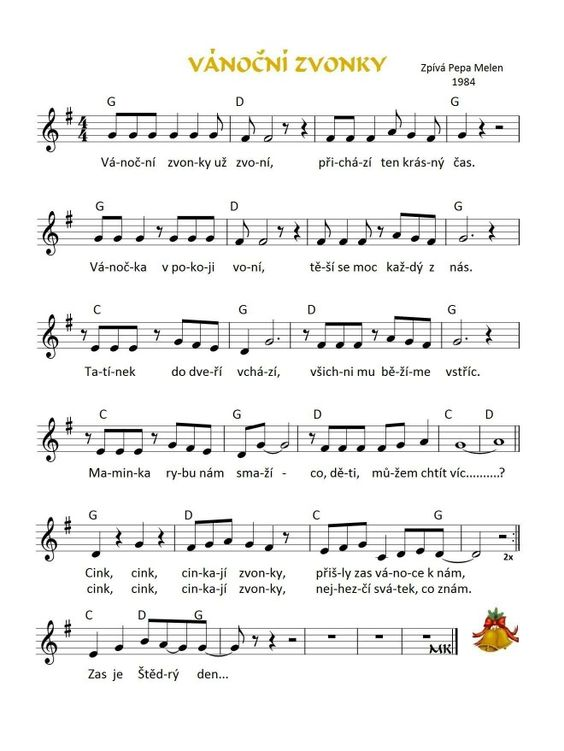 VÁNOČNÍ ZVONKY
Zpívá Pepa Melen
1984
G D G
Vá-noč-ní zvon-ky už zvo-ní, při-chá-zí ten krás-ný čas.
G D G
Vá-noč-ka v po-ko-ji vo-ní, tě-ší se moc kaž-dý z nás.
C G D G
Ta-tí-nek do dve-ří vchá-zí, všich-ni mu bě-ží-me vstříc.
C G D C D
Ma-min-ka ry-bu nám sma-ží - co, dě-ti, mů-žem chtít víc..........?
G D C G
2x
Cink, cink, cin-ka-jí zvon-ky, přiš-ly zas vá-no-ce k nám,
cink, cink, cin-ka-jí zvon-ky, nej-hez-čí svá-tek, co znám.
C D G
MK
Zas je Štěd-rý den...